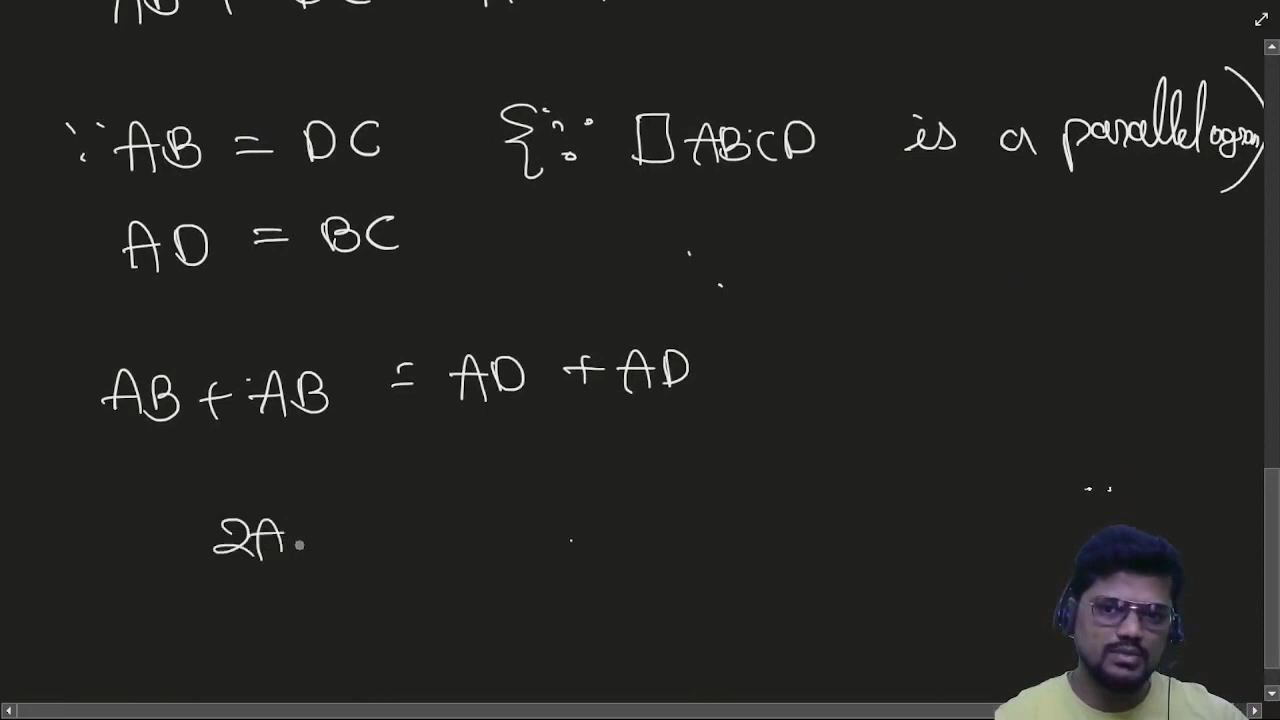 ∵ AB = DC {∵ □ABCD is a parallelogram)
AD = BC
AB + AB = AD + AD
2A